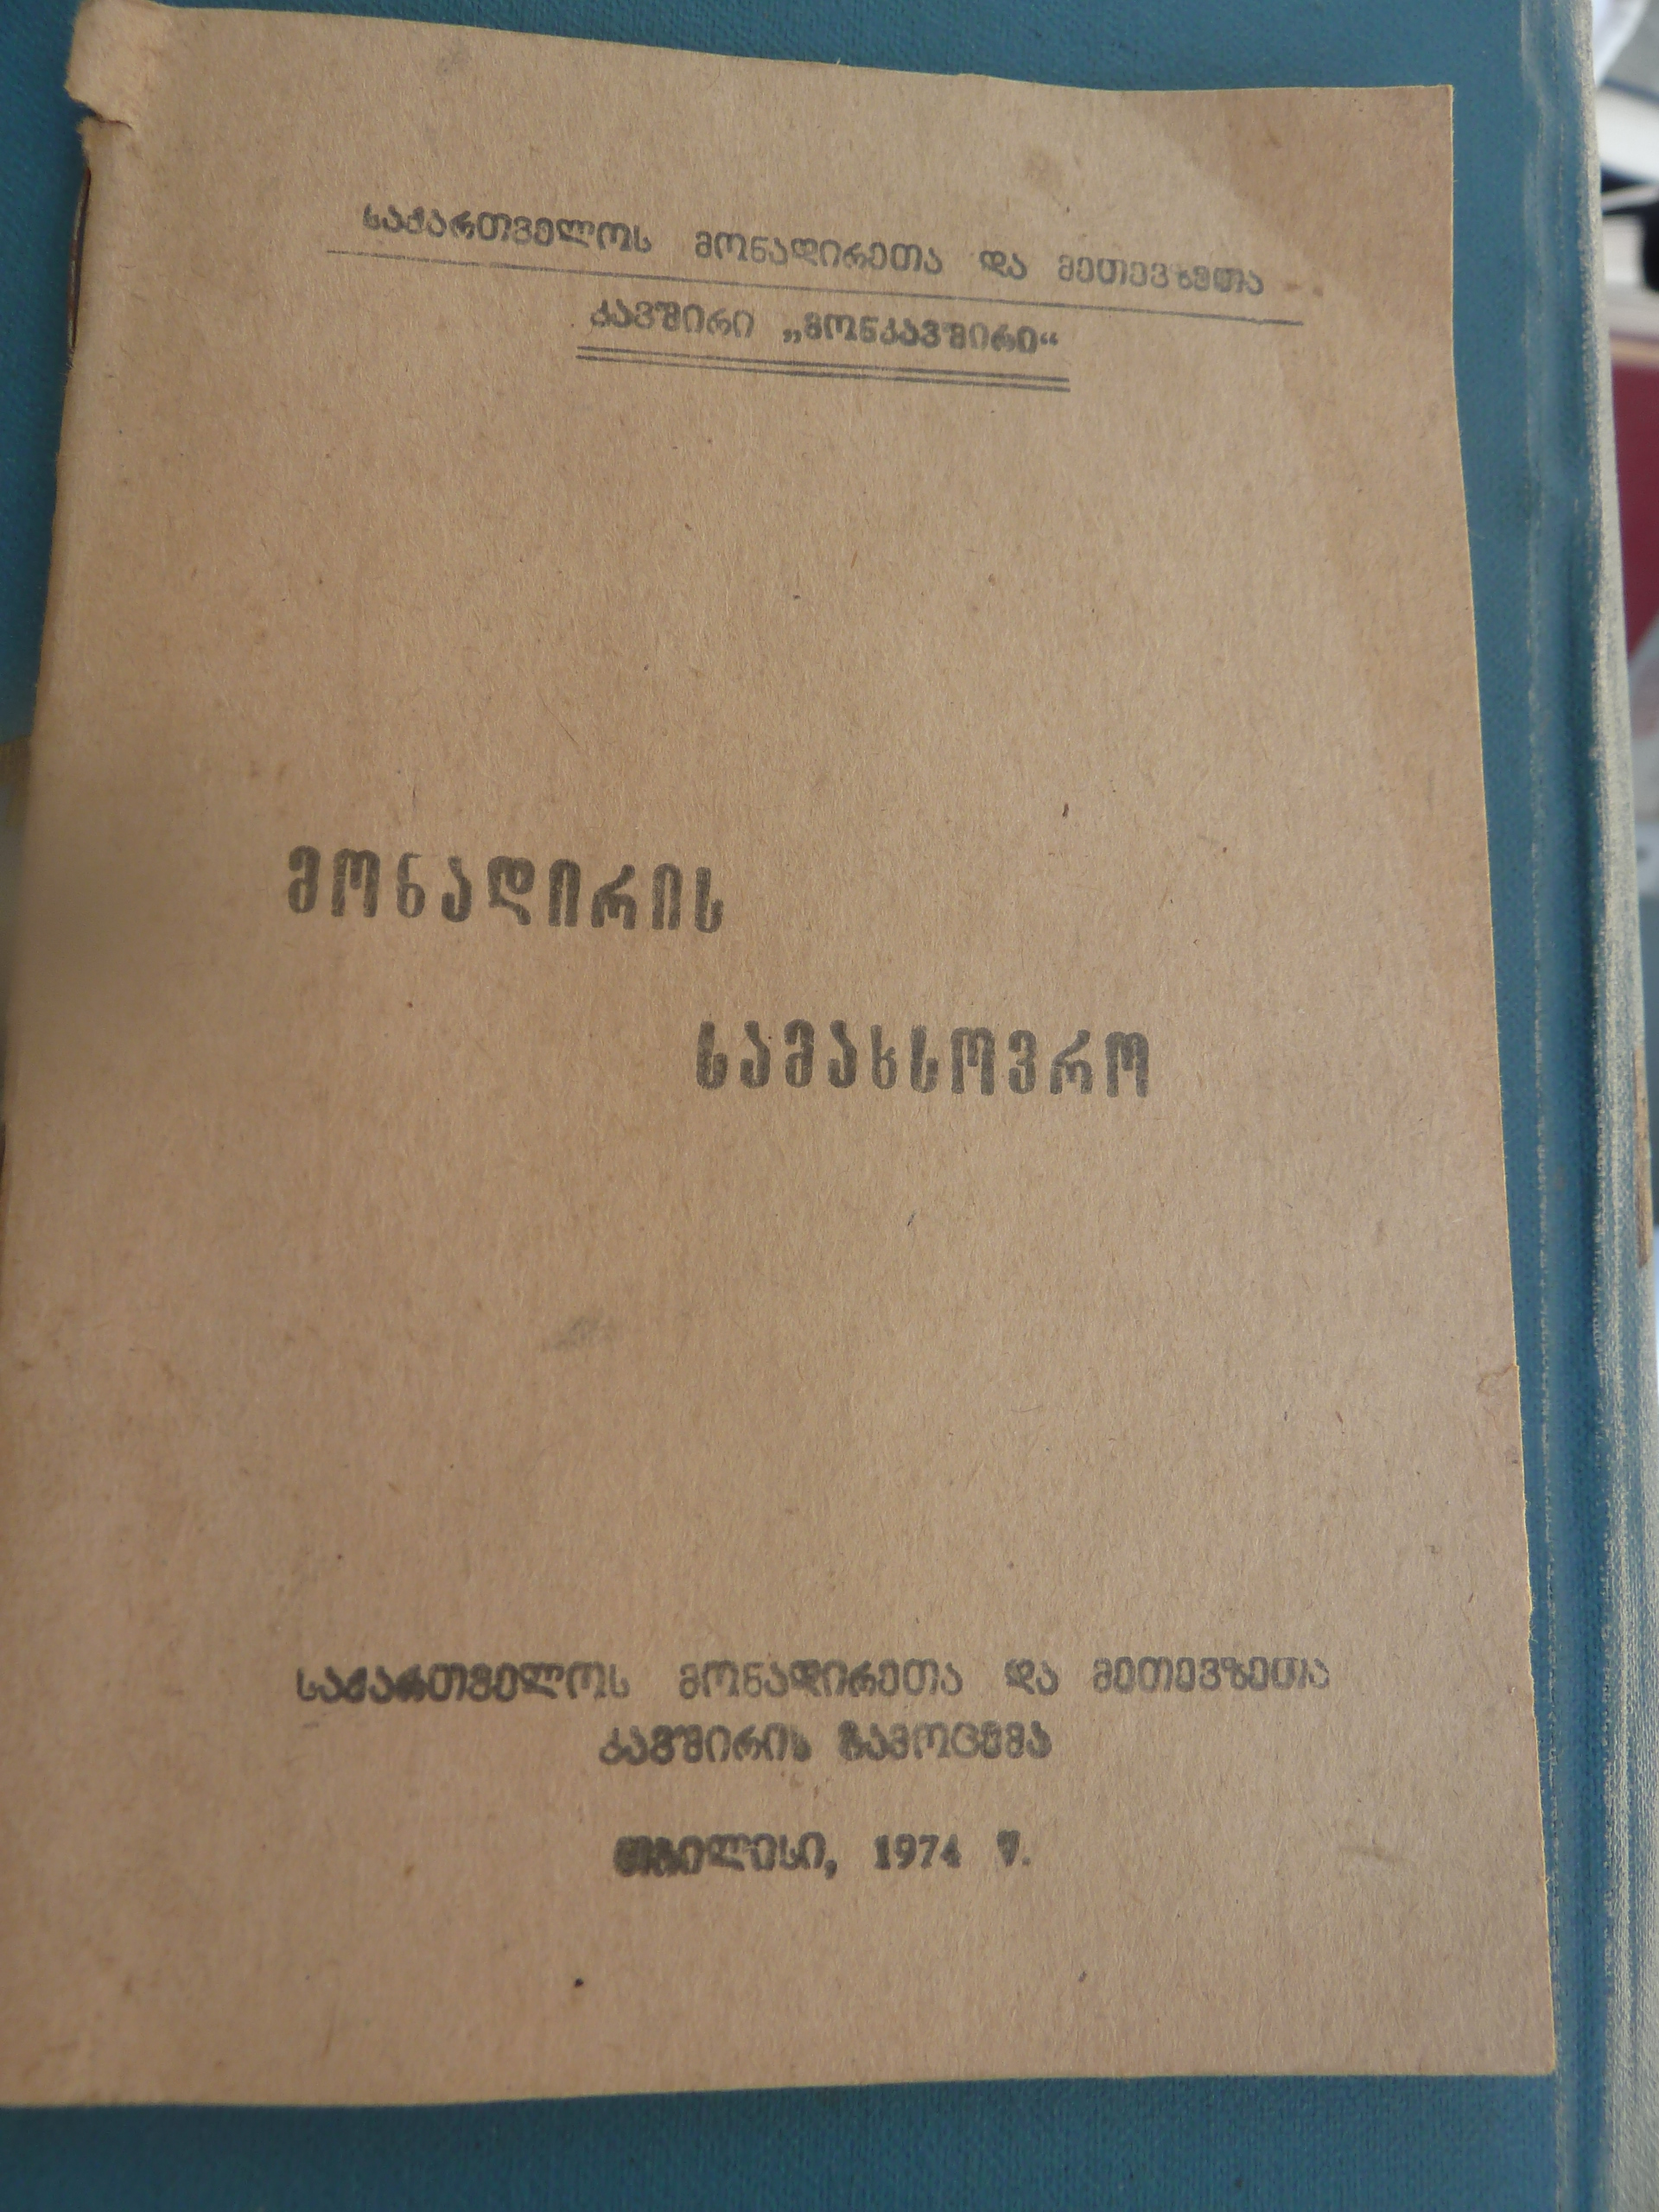 საქართველოს მონადირეთა და მეთევზეთა
კავშირი „მონკავშირი“
მონადირის
სამახსოვრო
საქართველოს მონადირეთა და მეთევზეთა
კავშირის გამოცემა
თბილისი, 1974 წ.